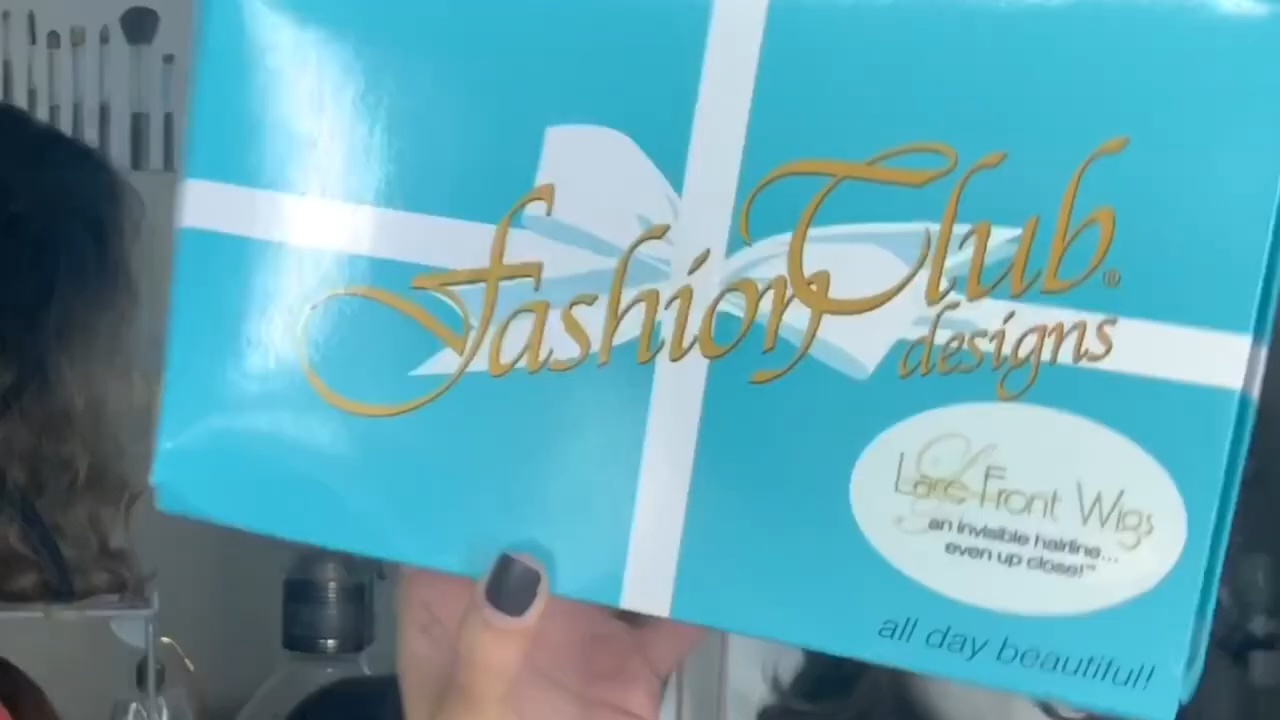 Fashion Club®
designs
Lace Front Wigs
an invisible hairline...
even up close!™
all day beautiful!